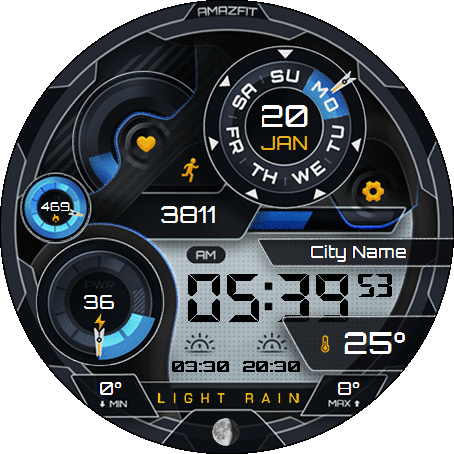 AMAZFIT
SU
SA
MO
20
JAN
FR
TU
TH
WE
469
3811
AM
City Name
PWR
36
05:39 53
25°
03:30 20:30
0°
8°
MIN
MAX
LIGHT RAIN